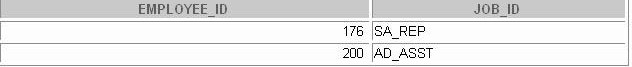 EMPLOYEE_ID JOB_ID
176 SA_REP
200 AD_ASST